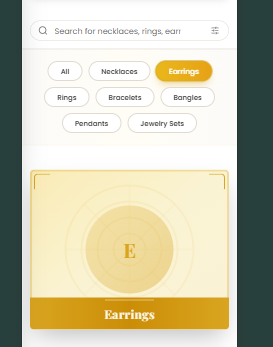 Search for necklaces, rings, earr
All Necklaces Earrings
Rings Bracelets Bangles
Pendants Jewelry Sets
E
Earrings